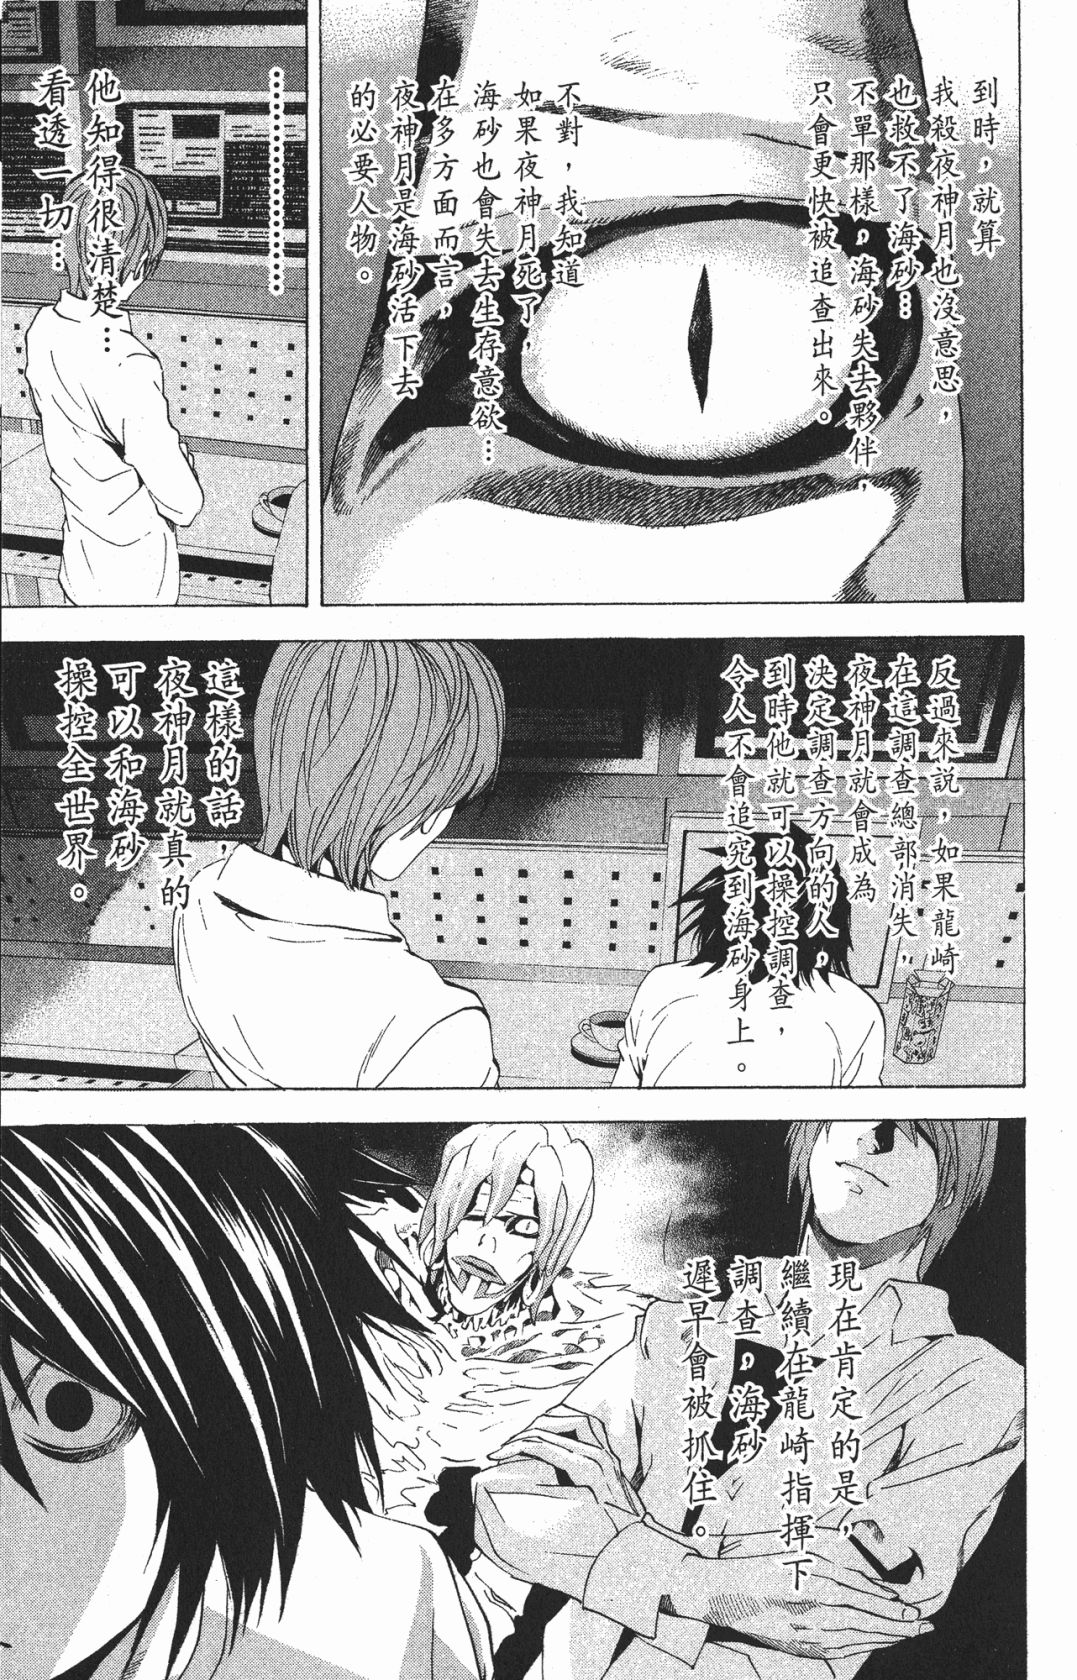 到時，就算
我殺夜神月也沒意思，
也救不了海砂…
不單那樣，海砂失去夥伴，
只會更快被追查出來。
不對，我知道
如果夜神月死了，
海砂也會失去生存意欲…
在多方面而言，
夜神月是海砂活下去
的必要人物。
………………
他知得很清楚…
看透一切…
反過來說，如果龍崎
在這調查總部消失，
夜神月就會成為
決定調查方向的人，
到時他就可以操控調查，
令人不會追究到海砂身上。
這樣的話，
夜神月就真的
可以和海砂
操控全世界。
現在肯定的是，
繼續在龍崎指揮下
調查，海砂
遲早會被抓住。